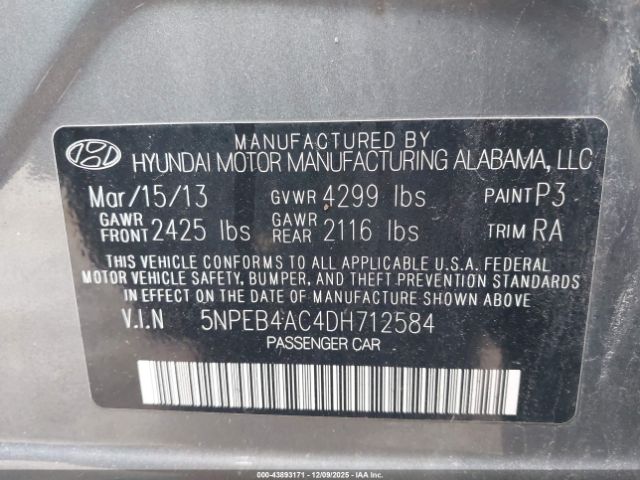 MANUFACTURED BY
HYUNDAI MOTOR MANUFACTURING ALABAMA, LLC
Mar/15/13 GVWR 4299 lbs PAINT P3
GAWR FRONT 2425 lbs GAWR REAR 2116 lbs TRIM RA
THIS VEHICLE CONFORMS TO ALL APPLICABLE U.S.A. FEDERAL
MOTOR VEHICLE SAFETY, BUMPER, AND THEFT PREVENTION STANDARDS
IN EFFECT ON THE DATE OF MANUFACTURE SHOWN ABOVE
V.I.N 5NPEB4AC4DH712584
PASSENGER CAR
000-43893171 - 12/09/2025 - IAA Inc.